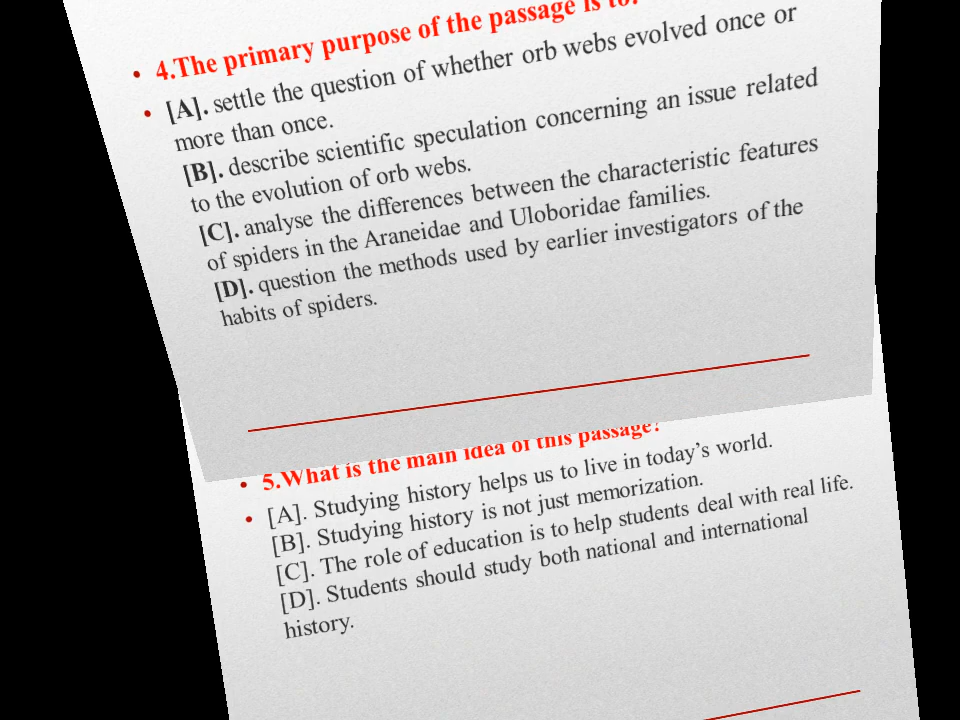 4.The primary purpose of the passage is to:
[A]. settle the question of whether orb webs evolved once or
more than once.
[B]. describe scientific speculation concerning an issue related
to the evolution of orb webs.
[C]. analyse the differences between the characteristic features
of spiders in the Araneidae and Uloboridae families.
[D]. question the methods used by earlier investigators of the
habits of spiders.
5.What is the main idea of this passage?
[A]. Studying history helps us to live in today’s world.
[B]. Studying history is not just memorization.
[C]. The role of education is to help students deal with real life.
[D]. Students should study both national and international
history.